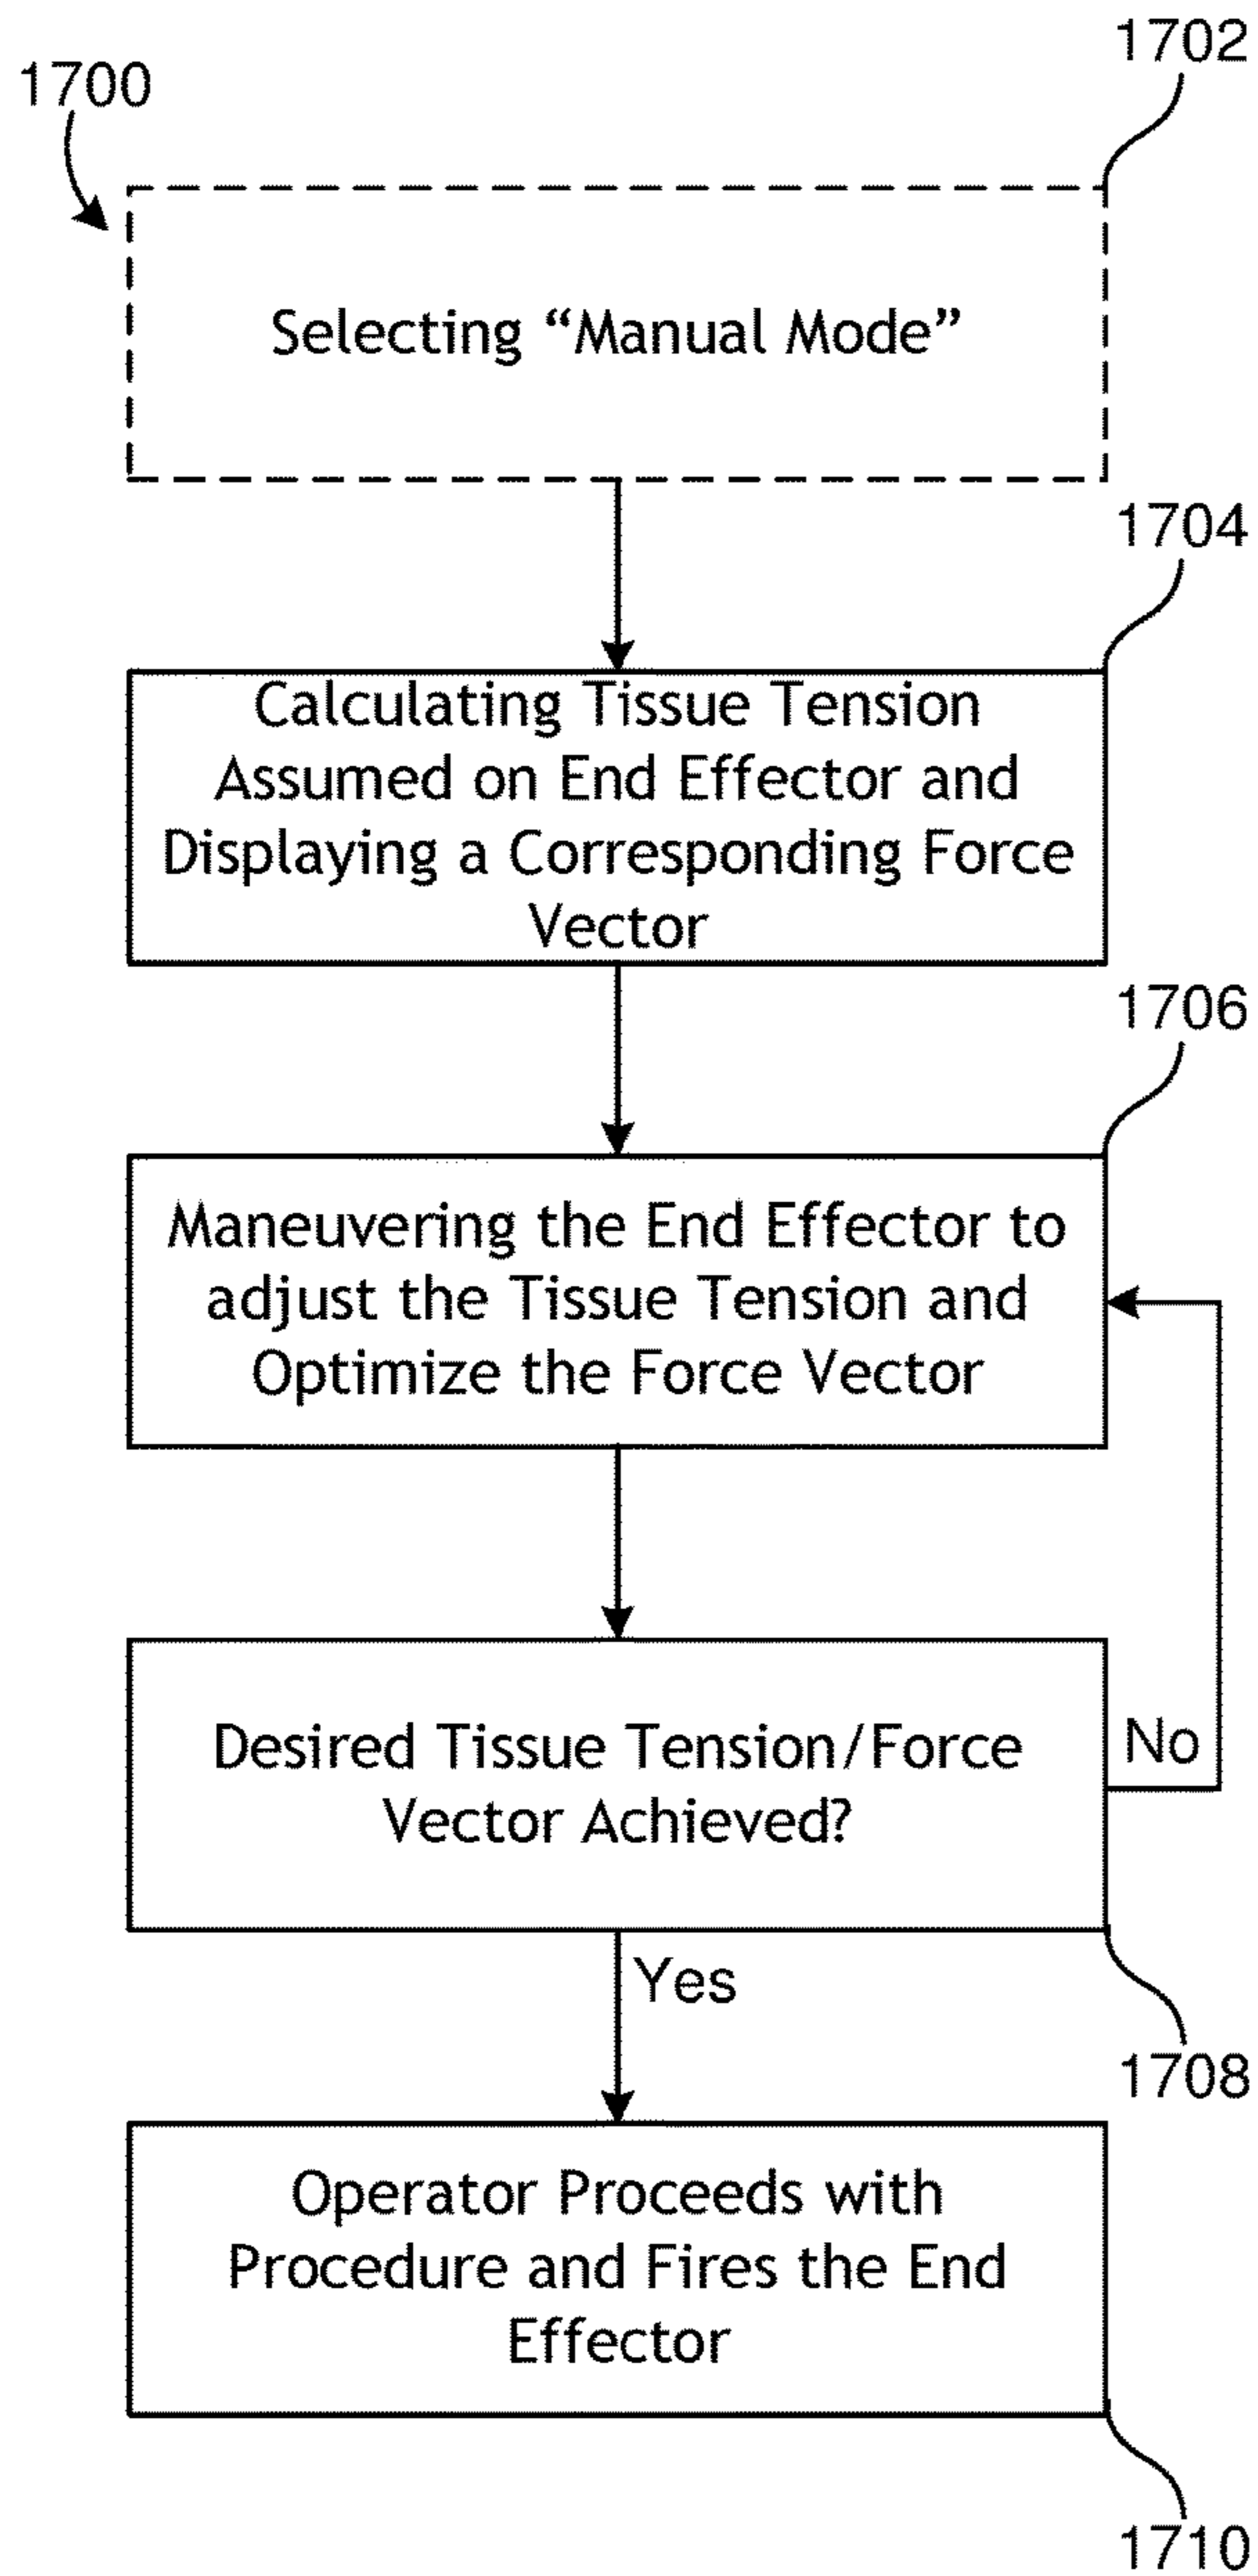 1702
1700
Selecting “Manual Mode”
1704
Calculating Tissue Tension
Assumed on End Effector and
Displaying a Corresponding Force
Vector
1706
Maneuvering the End Effector to
adjust the Tissue Tension and
Optimize the Force Vector
Desired Tissue Tension/Force
Vector Achieved?
No
Yes
1708
Operator Proceeds with
Procedure and Fires the End
Effector
1710